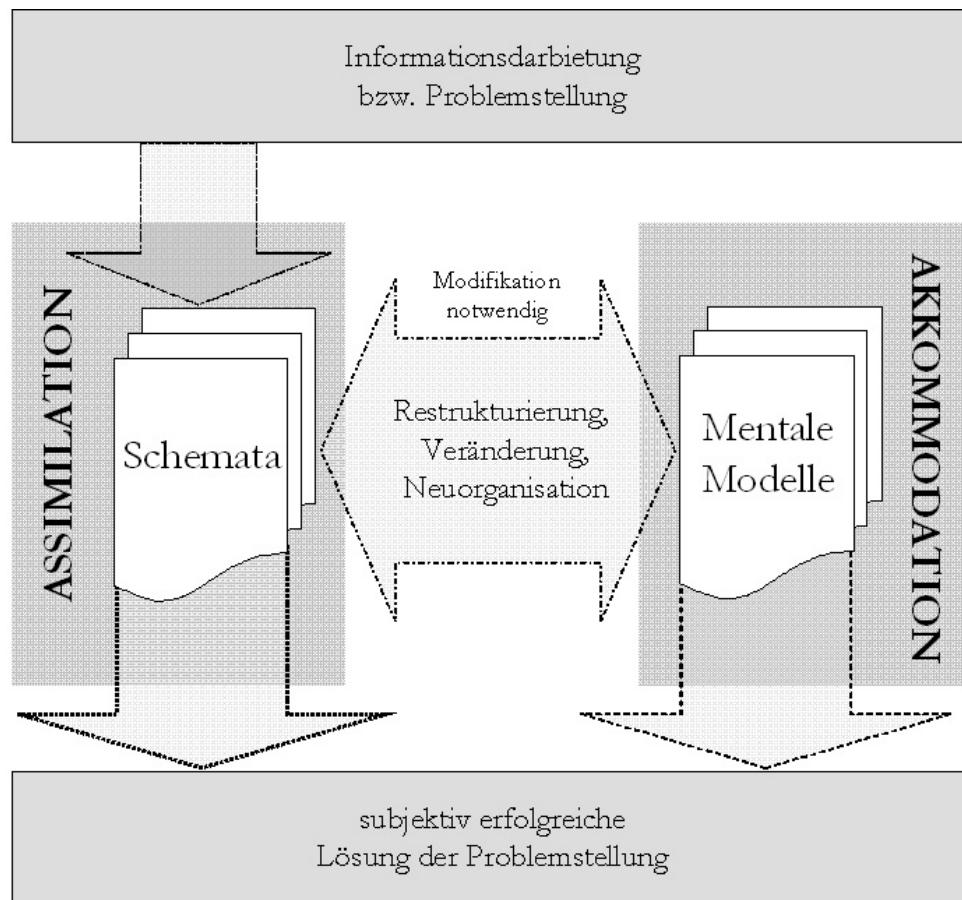 Informationsdarbietung
bzw. Problemstellung
ASSIMILATION
Schemata
Modifikation
notwendig
Restrukturierung,
Veränderung,
Neuorganisation
Mentale
Modelle
AKKOMMODATION
subjektiv erfolgreiche
Lösung der Problemstellung